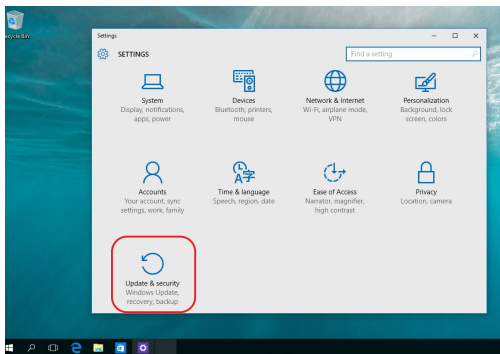 Recycle Bin
Settings
SETTINGS
Find a setting
System
Display, notifications,
apps, power
Devices
Bluetooth, printers,
mouse
Network & Internet
Wi-Fi, airplane mode,
VPN
Personalization
Background, lock
screen, colors
Accounts
Your account, sync
settings, work, family
Time & language
Speech, region, date
Ease of Access
Narrator, magnifier,
high contrast
Privacy
Location, camera
Update & security
Windows Update,
recovery, backup